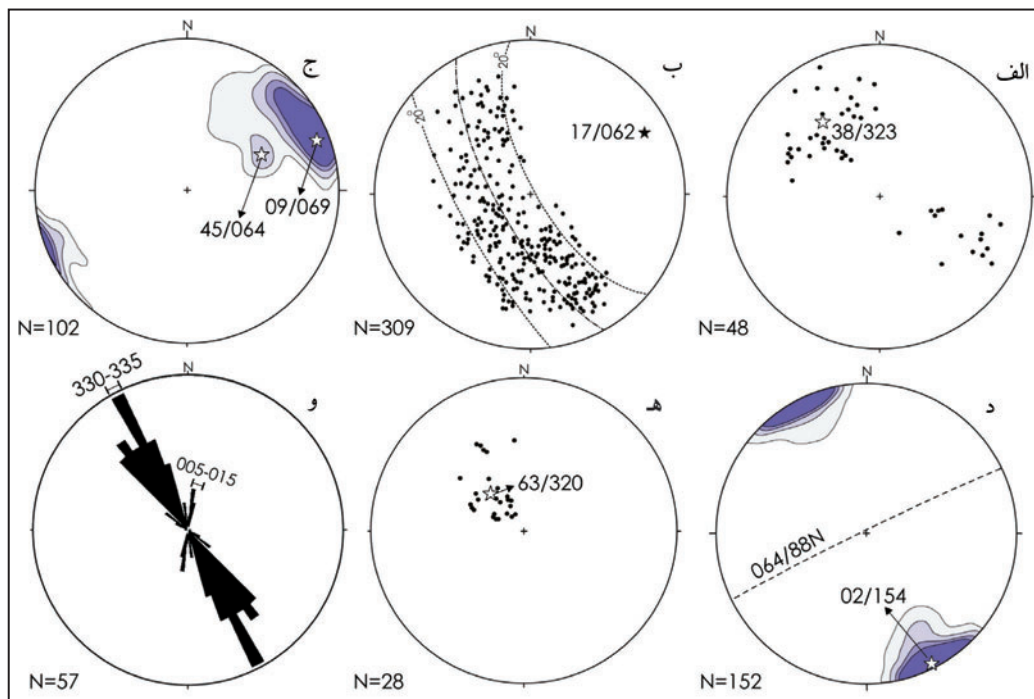 N
الف
38/323
N=48
N
ب
20°
20°
17/062
N=309
N
ج
45/064
09/069
N=102
N
د
064/88N
02/154
N=152
N
هـ
63/320
N=28
N
و
330-335
005-015
N=57